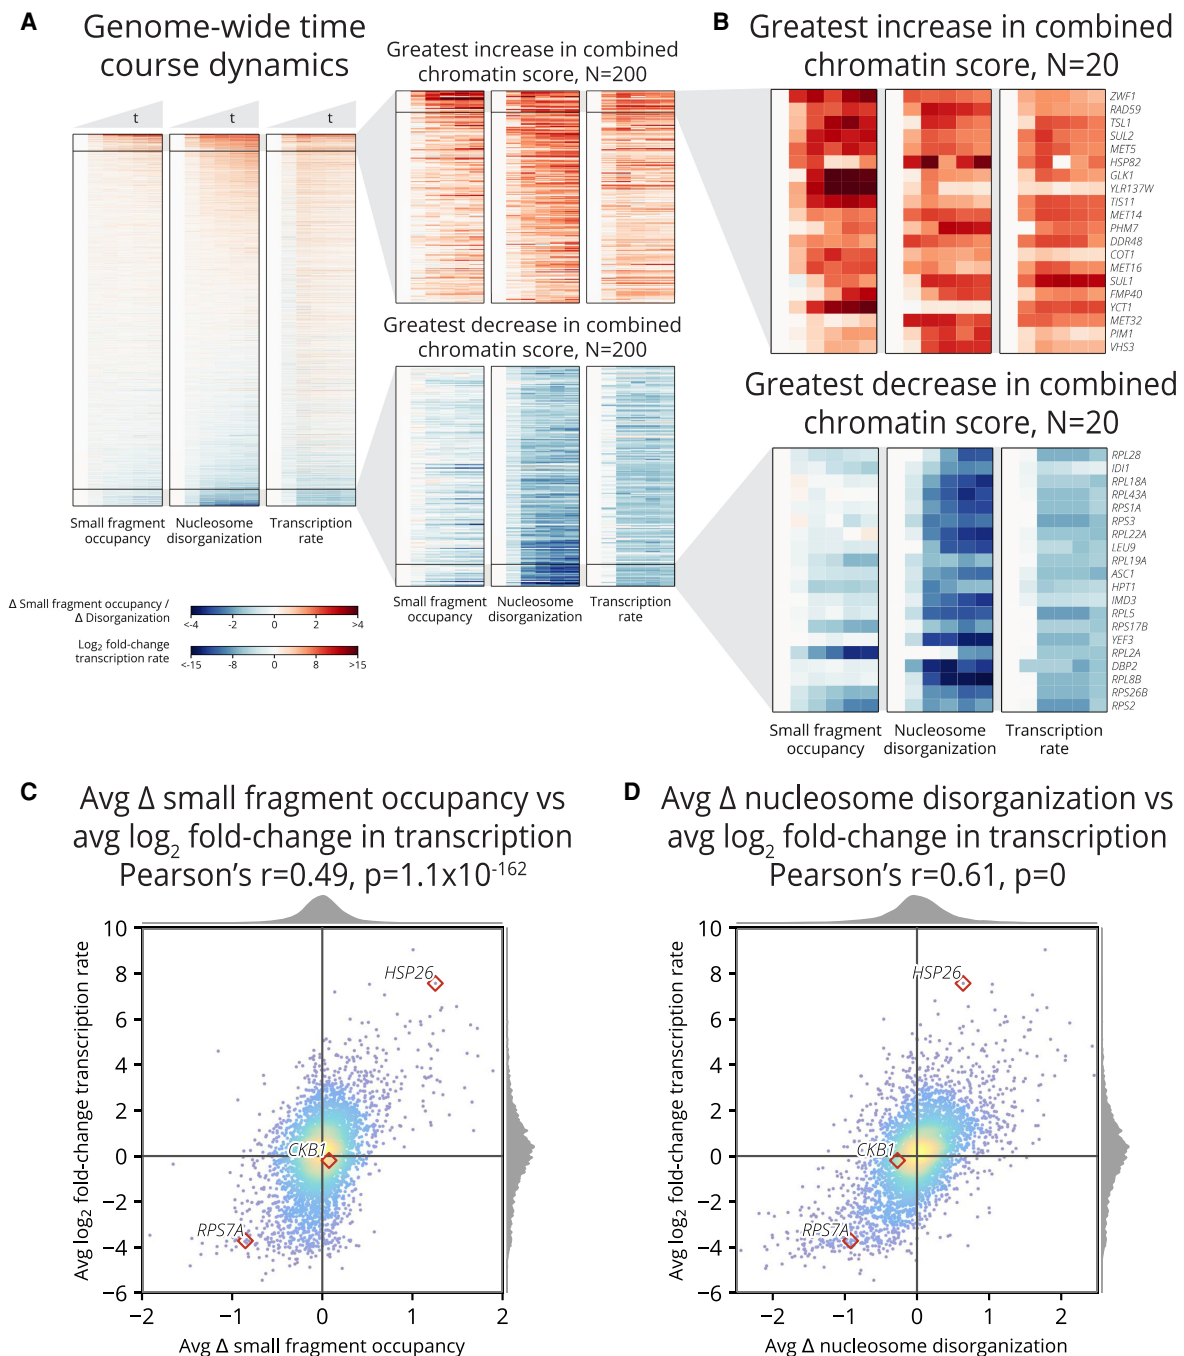 A
Genome-wide time
course dynamics
t
t
t
Small fragment
occupancy
Nucleosome
disorganization
Transcription
rate
Greatest increase in combined
chromatin score, N=200
Greatest decrease in combined
chromatin score, N=200
Small fragment
occupancy
Nucleosome
disorganization
Transcription
rate
Δ Small fragment occupancy /
Δ Disorganization
<-4 -2 0 2 >4
Log₂ fold-change
transcription rate
<-15 -8 0 8 >15
B
Greatest increase in combined
chromatin score, N=20
ZWF1
RAD59
TSL1
SUL2
MET5
HSP82
GLK1
YLR137W
TIS11
MET14
PHM7
DDR48
COT1
MET16
SUL1
FMP40
YCT1
MET32
PIM1
VHS3
Greatest decrease in combined
chromatin score, N=20
RPL28
IDI1
RPL18A
RPL43A
RPS1A
RPS3
RPL22A
LEU9
RPL19A
ASC1
HPT1
IMD3
RPL5
RPS17B
YEF3
RPL2A
DBP2
RPL8B
RPS26B
RPS2
Small fragment
occupancy
Nucleosome
disorganization
Transcription
rate
C
Avg Δ small fragment occupancy vs
avg log₂ fold-change in transcription
Pearson's r=0.49, p=1.1x10⁻¹⁶²
Avg log₂ fold-change transcription rate
10
8
6
4
2
0
−2
−4
−6
HSP26
CKB1
RPS7A
−2 −1 0 1 2
Avg Δ small fragment occupancy
D
Avg Δ nucleosome disorganization vs
avg log₂ fold-change in transcription
Pearson's r=0.61, p=0
Avg log₂ fold-change transcription rate
10
8
6
4
2
0
−2
−4
−6
HSP26
CKB1
RPS7A
−2 −1 0 1 2
Avg Δ nucleosome disorganization